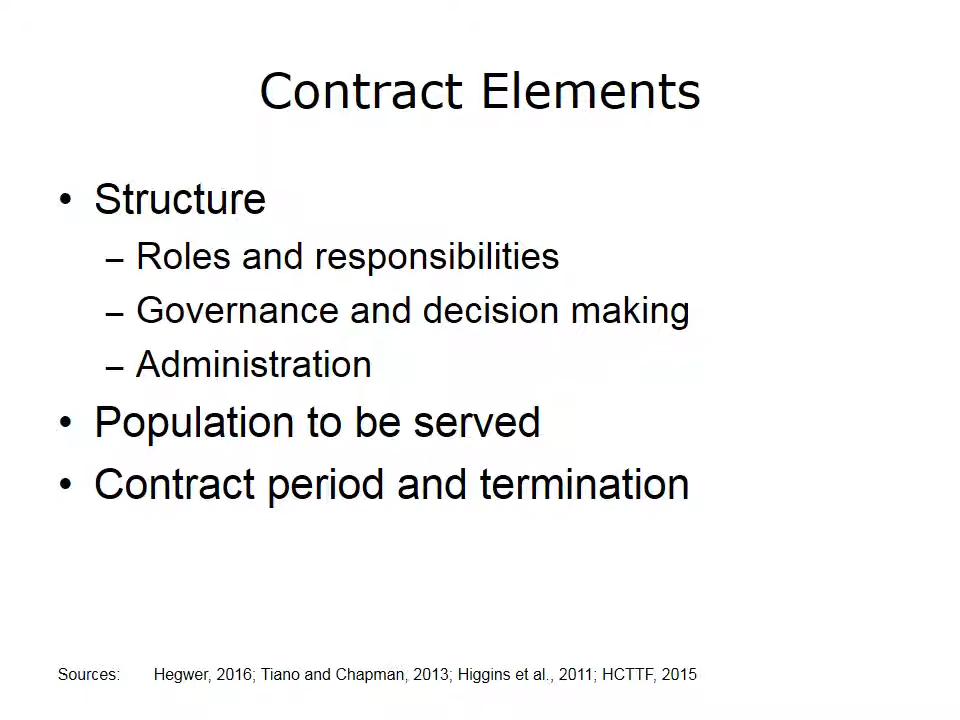 Contract Elements
• Structure
– Roles and responsibilities
– Governance and decision making
– Administration
• Population to be served
• Contract period and termination
Sources: Hegwer, 2016; Tiano and Chapman, 2013; Higgins et al., 2011; HCTTF, 2015